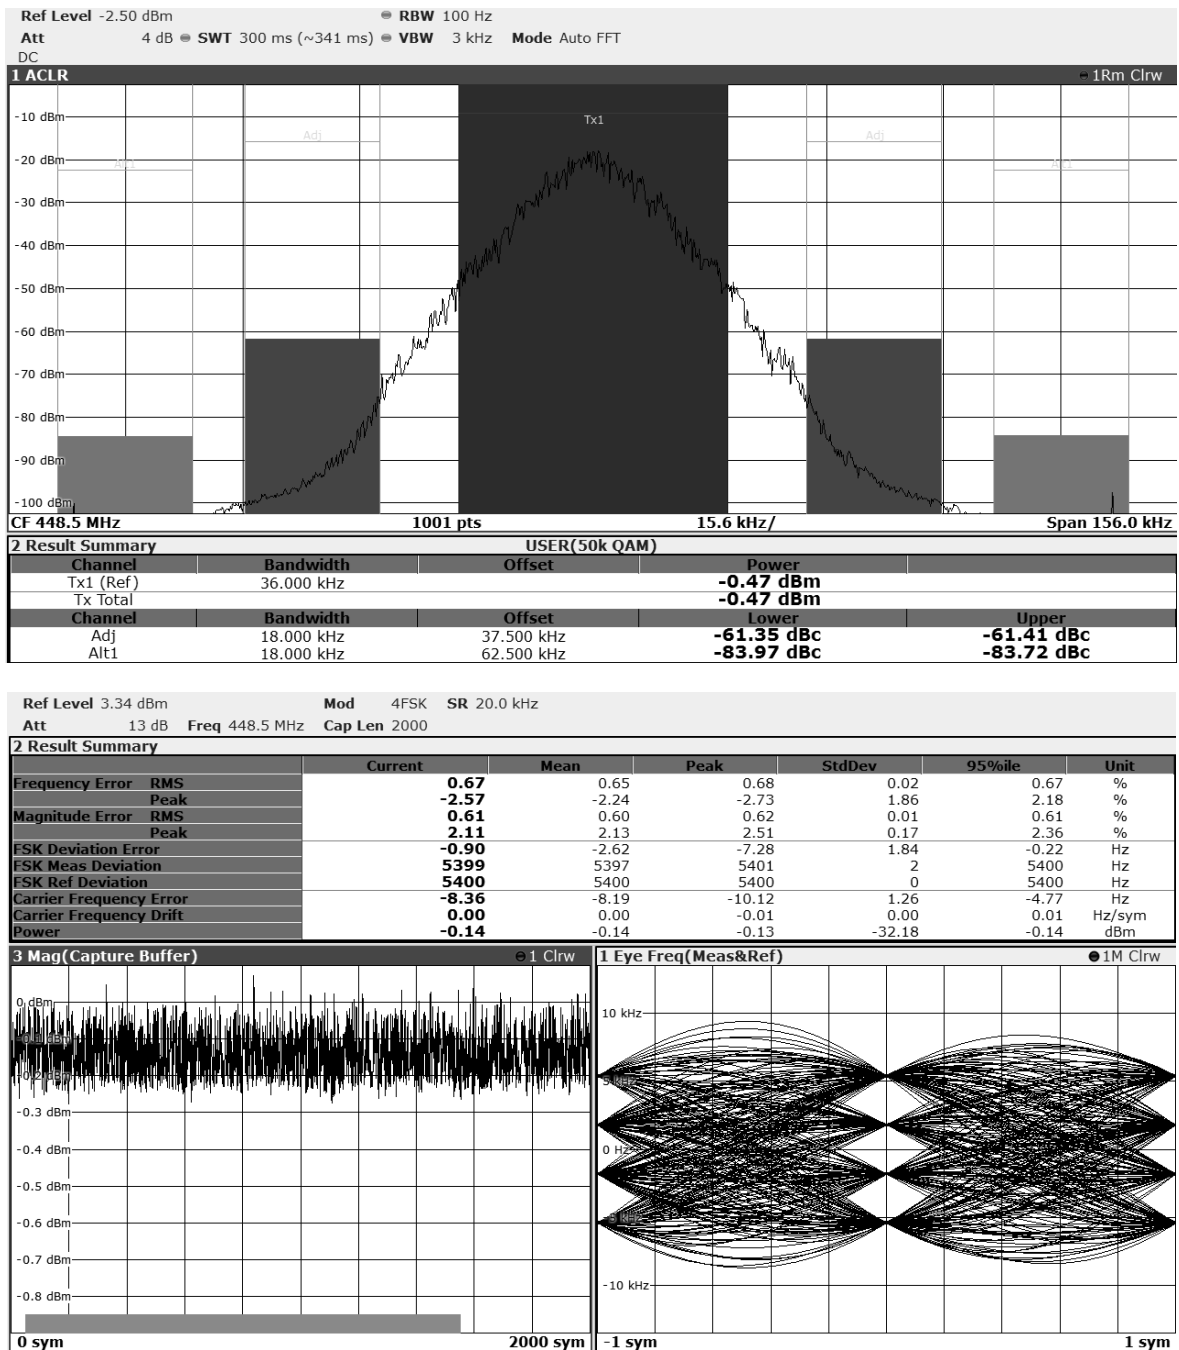 Ref Level -2.50 dBm RBW 100 Hz
Att 4 dB SWT 300 ms (~341 ms) VBW 3 kHz Mode Auto FFT
DC
1 ACLR 1Rm Clrw
-10 dBm
Tx1
Adj Adj
-20 dBm
Alt1 Alt1
-30 dBm
-40 dBm
-50 dBm
-60 dBm
-70 dBm
-80 dBm
-90 dBm
-100 dBm
CF 448.5 MHz 1001 pts 15.6 kHz/ Span 156.0 kHz
2 Result Summary USER(50k QAM)
Channel Bandwidth Offset Power
Tx1 (Ref) 36.000 kHz -0.47 dBm
Tx Total -0.47 dBm
Channel Bandwidth Offset Lower Upper
Adj 18.000 kHz 37.500 kHz -61.35 dBc -61.41 dBc
Alt1 18.000 kHz 62.500 kHz -83.97 dBc -83.72 dBc
Ref Level 3.34 dBm Mod 4FSK SR 20.0 kHz
Att 13 dB Freq 448.5 MHz Cap Len 2000
2 Result Summary
Current Mean Peak StdDev 95%ile Unit
Frequency Error RMS 0.67 0.65 0.68 0.02 0.67 %
Peak -2.57 -2.24 -2.73 1.86 2.18 %
Magnitude Error RMS 0.61 0.60 0.62 0.01 0.61 %
Peak 2.11 2.13 2.51 0.17 2.36 %
FSK Deviation Error -0.90 -2.62 -7.28 1.84 -0.22 Hz
FSK Meas Deviation 5399 5397 5401 2 5400 Hz
FSK Ref Deviation 5400 5400 5400 0 5400 Hz
Carrier Frequency Error -8.36 -8.19 -10.12 1.26 -4.77 Hz
Carrier Frequency Drift 0.00 0.00 -0.01 0.00 0.01 Hz/sym
Power -0.14 -0.14 -0.13 -32.18 -0.14 dBm
3 Mag(Capture Buffer) 1 Clrw
0 dBm
-0.1 dBm
-0.2 dBm
-0.3 dBm
-0.4 dBm
-0.5 dBm
-0.6 dBm
-0.7 dBm
-0.8 dBm
0 sym 2000 sym
1 Eye Freq(Meas&Ref) 1M Clrw
10 kHz
5 kHz
0 Hz
-5 kHz
-10 kHz
-1 sym 1 sym